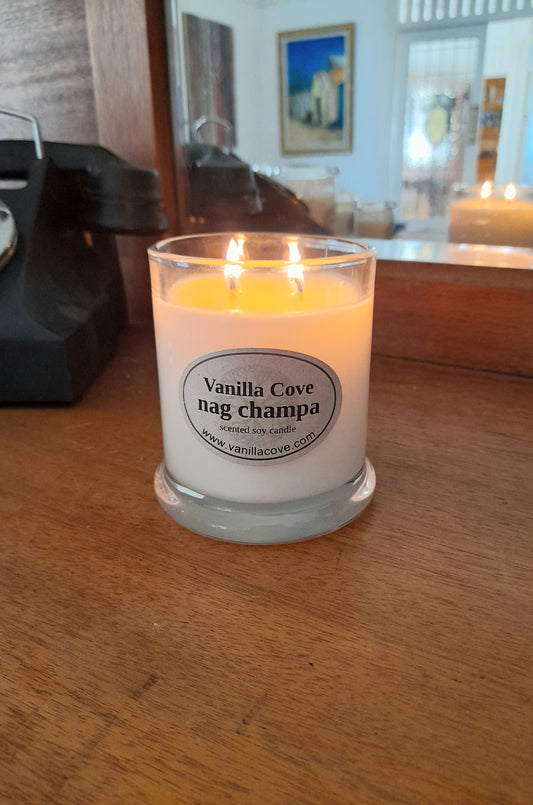 Vanilla Cove
nag champa
scented soy candle
www.vanillacove.com